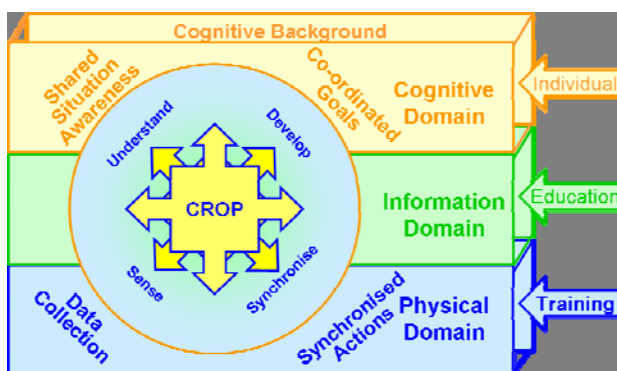 Cognitive Background
Shared
Situation
Awareness
Co-ordinated
Goals
Cognitive
Domain
Individual
Understand
Develop
CROP
Information
Domain
Education
Sense
Synchronise
Data
Collection
Synchronised
Actions
Physical
Domain
Training